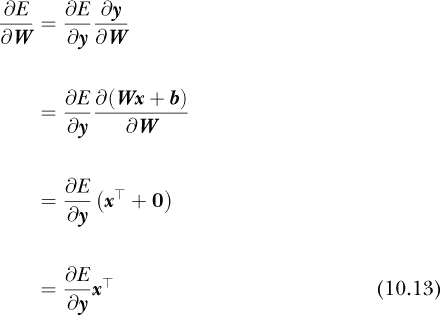 ∂E/∂W = ∂E/∂y ∂y/∂W
= ∂E/∂y ∂(Wx + b)/∂W
= ∂E/∂y (x⊤ + 0)
= ∂E/∂y x⊤ (10.13)